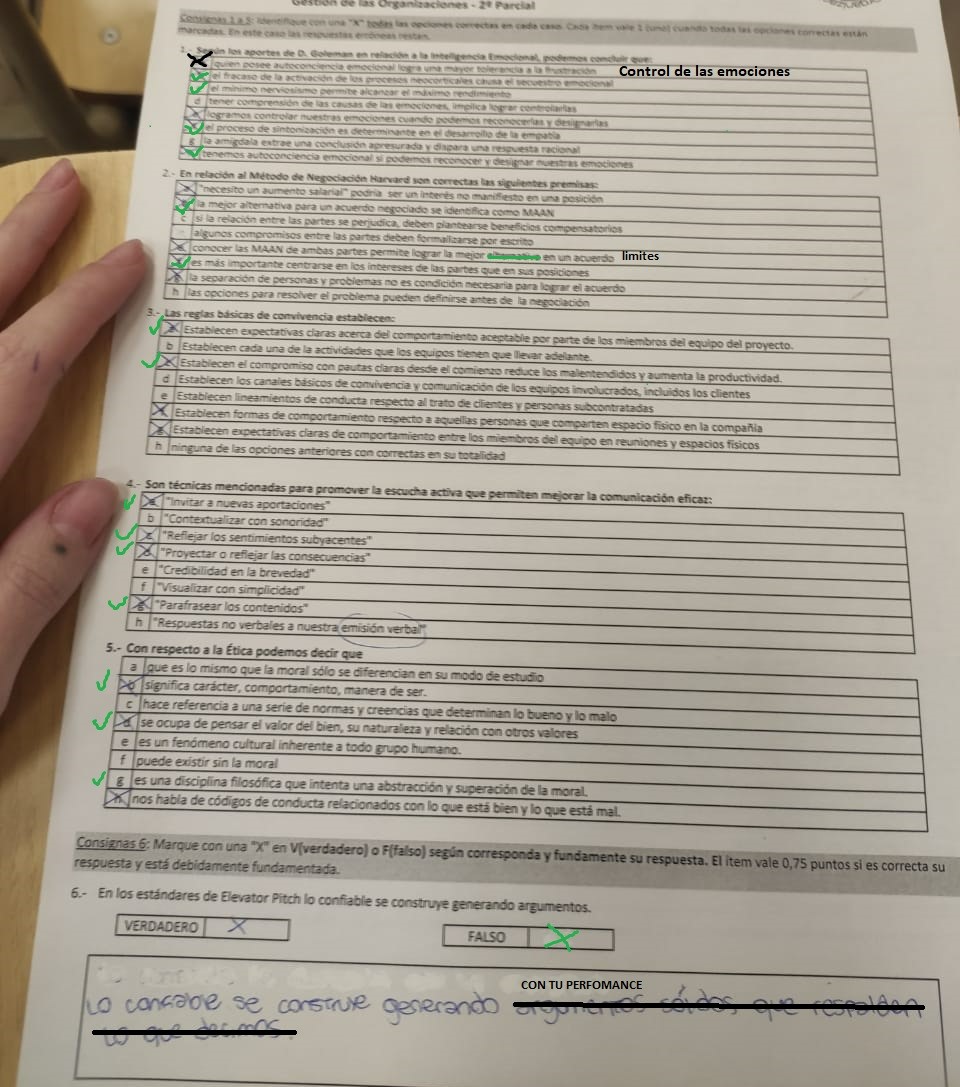 Gestión de las Organizaciones - 2º Parcial
Consignas 1 a 5: Identifique con una "X" todas las opciones correctas en cada caso. Cada ítem vale 1 (uno) cuando todas las opciones correctas están
marcadas. En este caso las respuestas erróneas restan.
1.- Según los aportes de D. Goleman en relación a la Inteligencia Emocional, podemos concluir que:
quien posee autoconciencia emocional logra una mayor tolerancia a la frustración Control de las emociones
el fracaso de la activación de los procesos neocorticales causa el secuestro emocional
el mínimo nerviosismo permite alcanzar el máximo rendimiento
d tener comprensión de las causas de las emociones, implica lograr controlarlas
logramos controlar nuestras emociones cuando podemos reconocerlas y designarlas
el proceso de sintonización es determinante en el desarrollo de la empatía
g la amígdala extrae una conclusión apresurada y dispara una respuesta racional
tenemos autoconciencia emocional si podemos reconocer y designar nuestras emociones
2.- En relación al Método de Negociación Harvard son correctas las siguientes premisas:
"necesito un aumento salarial" podría ser un interés no manifiesto en una posición
la mejor alternativa para un acuerdo negociado se identifica como MAAN
c si la relación entre las partes se perjudica, deben plantearse beneficios compensatorios
algunos compromisos entre las partes deben formalizarse por escrito
e conocer las MAAN de ambas partes permite lograr la mejor alternativa en un acuerdo limites
es más importante centrarse en los intereses de las partes que en sus posiciones
g la separación de personas y problemas no es condición necesaria para lograr el acuerdo
h las opciones para resolver el problema pueden definirse antes de la negociación
3.- Las reglas básicas de convivencia establecen:
a Establecen expectativas claras acerca del comportamiento aceptable por parte de los miembros del equipo del proyecto.
b Establecen cada una de la actividades que los equipos tienen que llevar adelante.
Establecen el compromiso con pautas claras desde el comienzo reduce los malentendidos y aumenta la productividad.
d Establecen los canales básicos de convivencia y comunicación de los equipos involucrados, incluidos los clientes
e Establecen lineamientos de conducta respecto al trato de clientes y personas subcontratadas
Establecen formas de comportamiento respecto a aquellas personas que comparten espacio físico en la compañía
g Establecen expectativas claras de comportamiento entre los miembros del equipo en reuniones y espacios físicos
h ninguna de las opciones anteriores con correctas en su totalidad
4.- Son técnicas mencionadas para promover la escucha activa que permiten mejorar la comunicación eficaz:
a "Invitar a nuevas aportaciones"
b "Contextualizar con sonoridad"
c "Reflejar los sentimientos subyacentes"
d "Proyectar o reflejar las consecuencias"
e "Credibilidad en la brevedad"
f "Visualizar con simplicidad"
g "Parafrasear los contenidos"
h "Respuestas no verbales a nuestra emisión verbal"
5.- Con respecto a la Ética podemos decir que
a que es lo mismo que la moral sólo se diferencian en su modo de estudio
b significa carácter, comportamiento, manera de ser.
c hace referencia a una serie de normas y creencias que determinan lo bueno y lo malo
d se ocupa de pensar el valor del bien, su naturaleza y relación con otros valores
e es un fenómeno cultural inherente a todo grupo humano.
f puede existir sin la moral
g es una disciplina filosófica que intenta una abstracción y superación de la moral.
h nos habla de códigos de conducta relacionados con lo que está bien y lo que está mal.
Consignas 6: Marque con una "X" en V(verdadero) o F(falso) según corresponda y fundamente su respuesta. El ítem vale 0,75 puntos si es correcta su
respuesta y está debidamente fundamentada.
6.- En los estándares de Elevator Pitch lo confiable se construye generando argumentos.
VERDADERO X
FALSO X
CON TU PERFOMANCE
Lo confiable se construye generando argumentos sólidos, que respalden
lo que decimos.